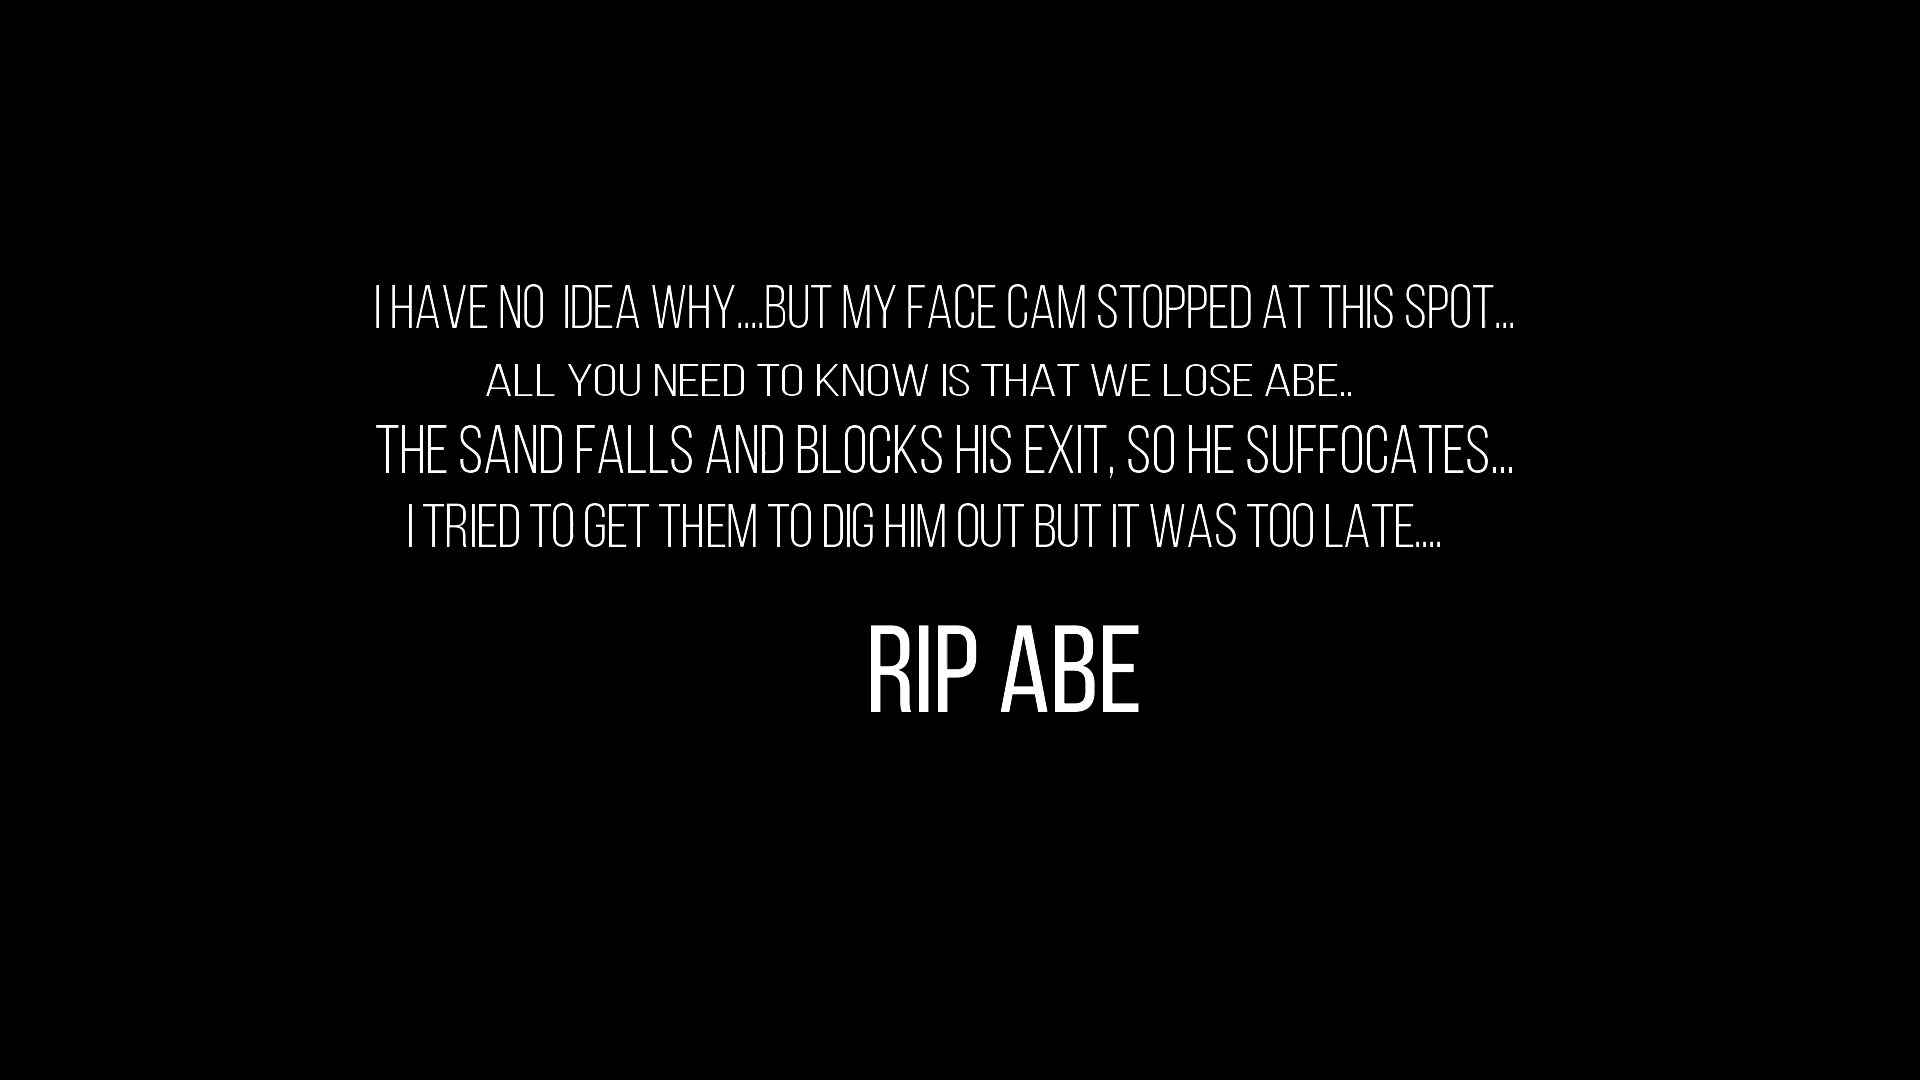 I HAVE NO  IDEA WHY....BUT MY FACE CAM STOPPED AT THIS SPOT...
ALL YOU NEED TO KNOW IS THAT WE LOSE ABE..
THE SAND FALLS AND BLOCKS HIS EXIT, SO HE SUFFOCATES...
I TRIED TO GET THEM TO DIG HIM OUT BUT IT WAS TOO LATE....
RIP ABE